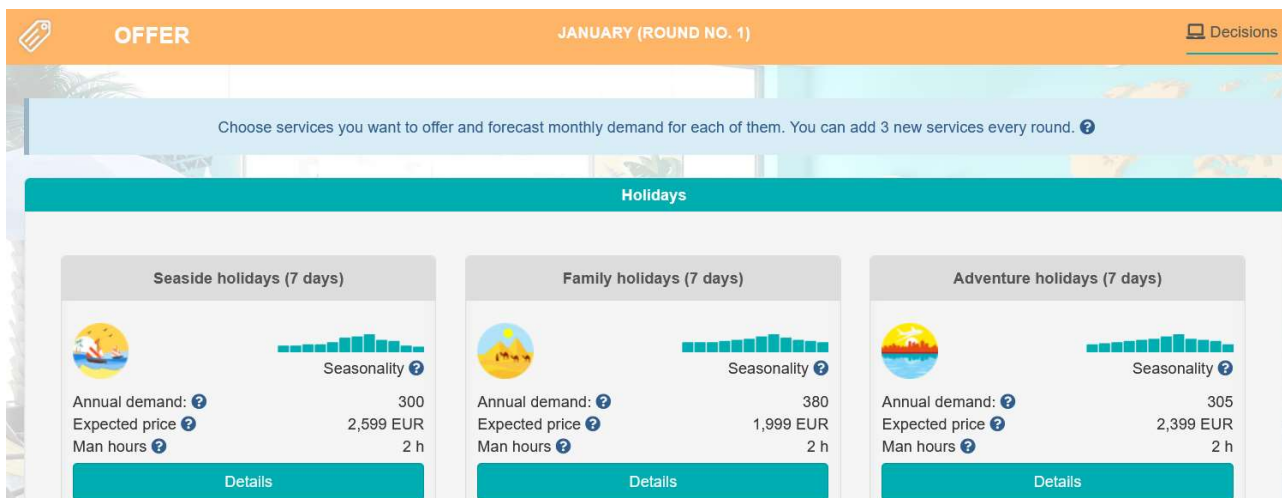 OFFER
JANUARY (ROUND NO. 1)
Decisions
Choose services you want to offer and forecast monthly demand for each of them. You can add 3 new services every round. ?
Holidays
Seaside holidays (7 days)
Seasonality ?
Annual demand: ? 300
Expected price ? 2,599 EUR
Man hours ? 2 h
Details
Family holidays (7 days)
Seasonality ?
Annual demand: ? 380
Expected price ? 1,999 EUR
Man hours ? 2 h
Details
Adventure holidays (7 days)
Seasonality ?
Annual demand: ? 305
Expected price ? 2,399 EUR
Man hours ? 2 h
Details